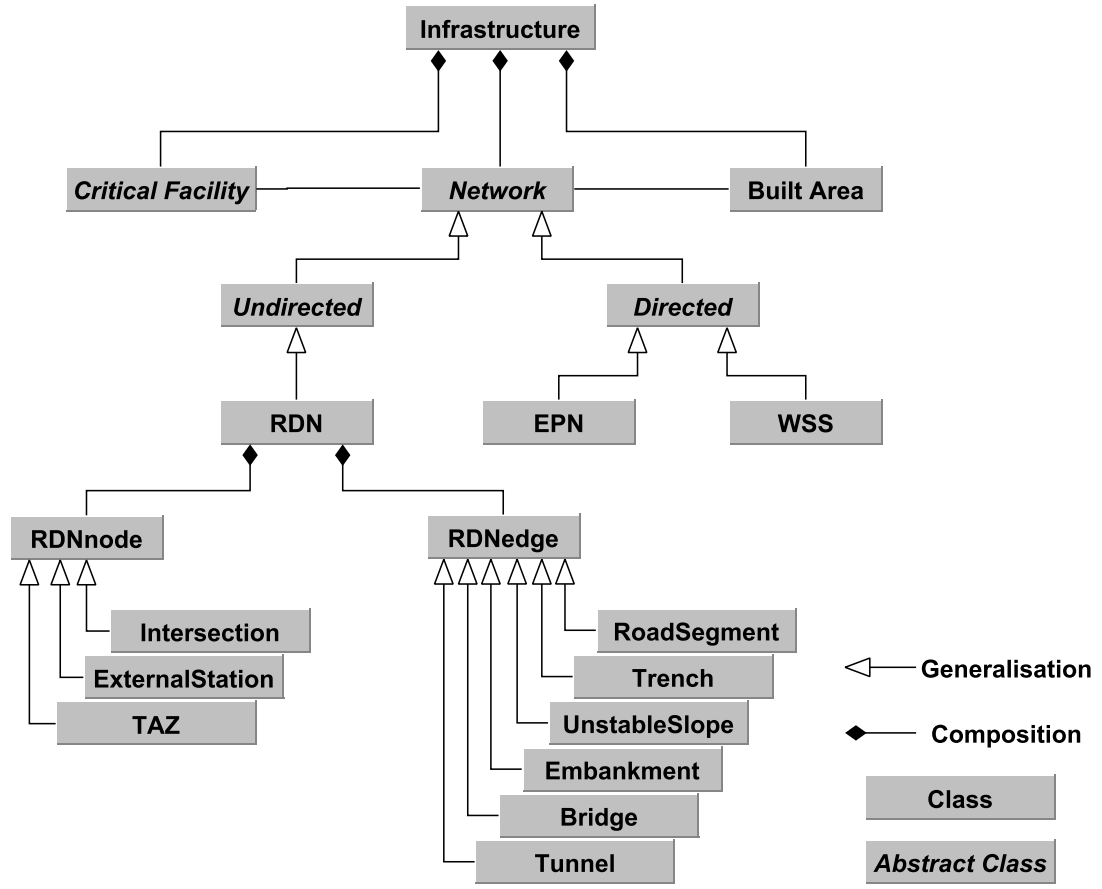 Infrastructure
Critical Facility
Network
Built Area
Undirected
Directed
RDN
EPN
WSS
RDNnode
RDNedge
Intersection
ExternalStation
TAZ
RoadSegment
Trench
UnstableSlope
Embankment
Bridge
Tunnel
Generalisation
Composition
Class
Abstract Class